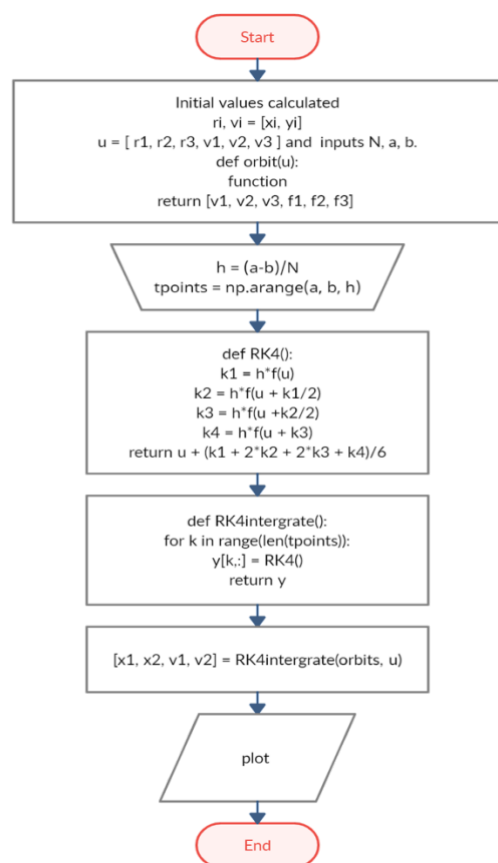 Start
Initial values calculated
ri, vi = [xi, yi]
u = [ r1, r2, r3, v1, v2, v3 ] and  inputs N, a, b.
def orbit(u):
function
return [v1, v2, v3, f1, f2, f3]
h = (a-b)/N
tpoints = np.arange(a, b, h)
def RK4():
k1 = h*f(u)
k2 = h*f(u + k1/2)
k3 = h*f(u +k2/2)
k4 = h*f(u + k3)
return u + (k1 + 2*k2 + 2*k3 + k4)/6
def RK4intergrate():
for k in range(len(tpoints)):
y[k,:] = RK4()
return y
[x1, x2, v1, v2] = RK4intergrate(orbits, u)
plot
End